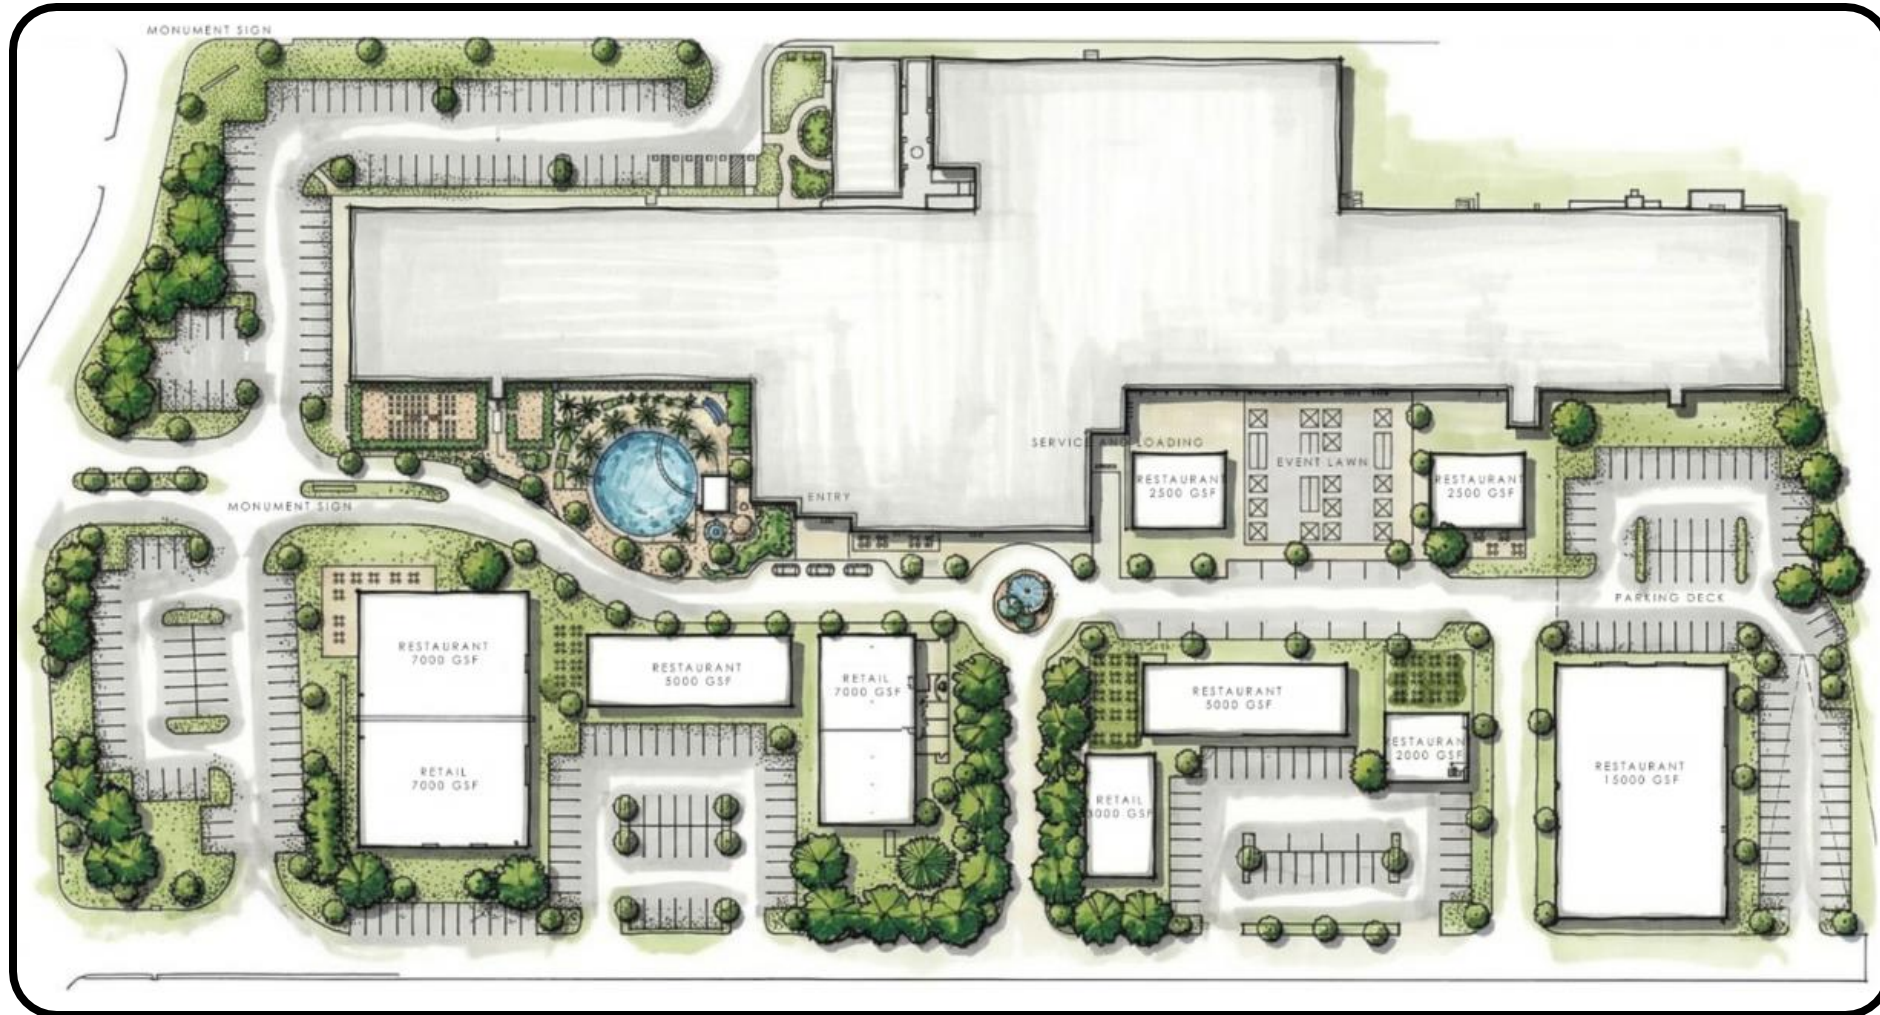 MONUMENT SIGN
SERVICE AND LOADING
RESTAURANT
2500 GSF
EVENT LAWN
RESTAURANT
2500 GSF
ENTRY
MONUMENT SIGN
PARKING DECK
RESTAURANT
7000 GSF
RESTAURANT
5000 GSF
RETAIL
7000 GSF
RESTAURANT
5000 GSF
RESTAURAN
2000 GSF
RETAIL
7000 GSF
RETAIL
GSF
RESTAURANT
15000 GSF